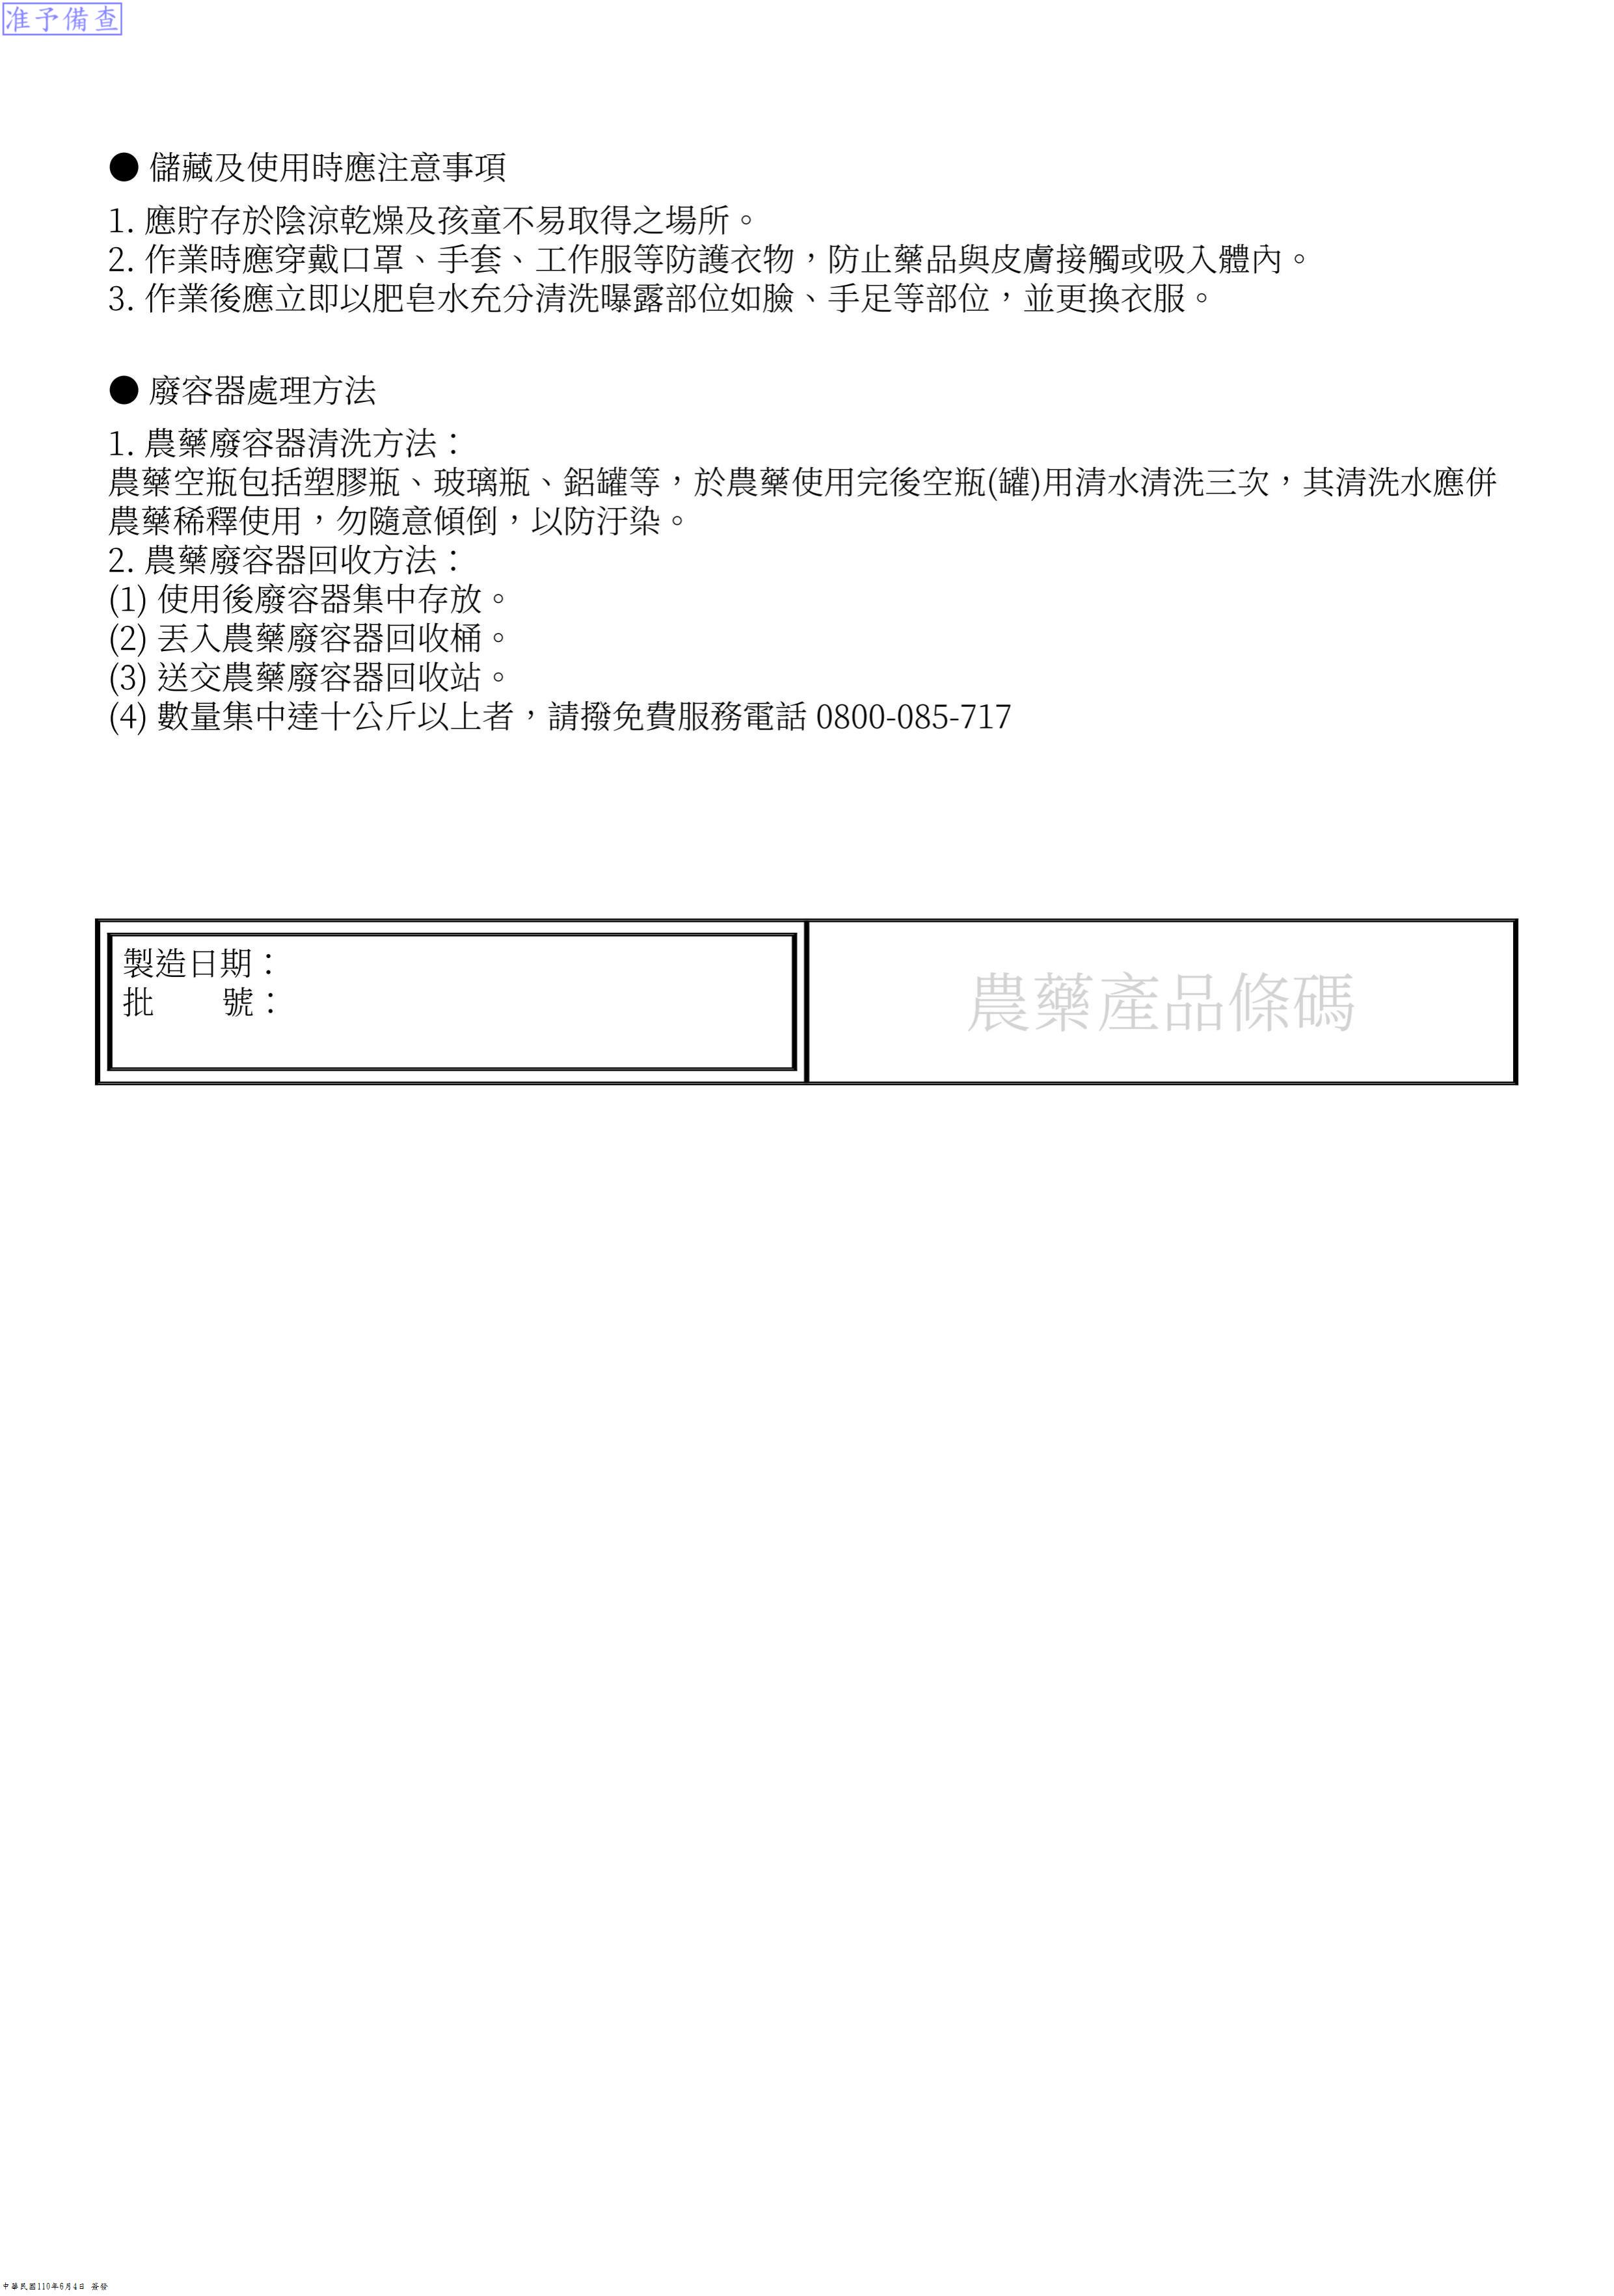 准予備查
● 儲藏及使用時應注意事項
1. 應貯存於陰涼乾燥及孩童不易取得之場所。
2. 作業時應穿戴口罩、手套、工作服等防護衣物，防止藥品與皮膚接觸或吸入體內。
3. 作業後應立即以肥皂水充分清洗曝露部位如臉、手足等部位，並更換衣服。
● 廢容器處理方法
1. 農藥廢容器清洗方法：
農藥空瓶包括塑膠瓶、玻璃瓶、鋁罐等，於農藥使用完後空瓶(罐)用清水清洗三次，其清洗水應併
農藥稀釋使用，勿隨意傾倒，以防汙染。
2. 農藥廢容器回收方法：
(1) 使用後廢容器集中存放。
(2) 丟入農藥廢容器回收桶。
(3) 送交農藥廢容器回收站。
(4) 數量集中達十公斤以上者，請撥免費服務電話 0800-085-717
製造日期：
批　　號：
農藥產品條碼
中華民國110年6月4日 簽發